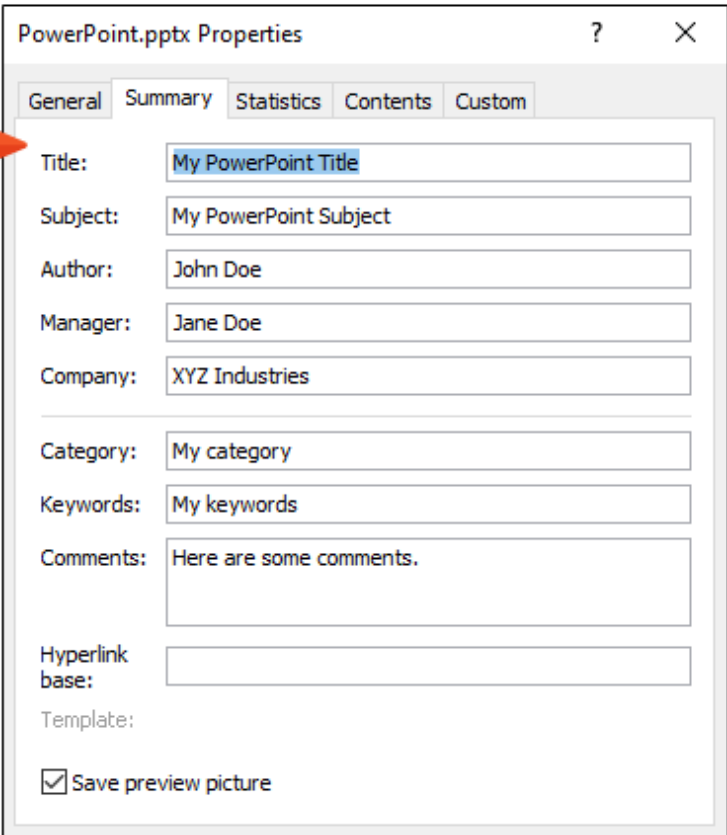 PowerPoint.pptx Properties ? ×
General Summary Statistics Contents Custom
Title: My PowerPoint Title
Subject: My PowerPoint Subject
Author: John Doe
Manager: Jane Doe
Company: XYZ Industries
Category: My category
Keywords: My keywords
Comments: Here are some comments.
Hyperlink
base:
Template:
Save preview picture